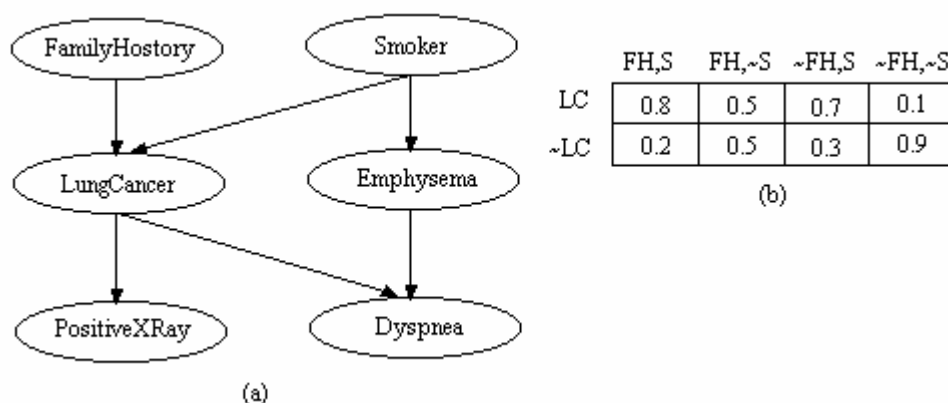 FamilyHostory
Smoker
LungCancer
Emphysema
PositiveXRay
Dyspnea
(a)
FH,S FH,~S ~FH,S ~FH,~S
LC 0.8 0.5 0.7 0.1
~LC 0.2 0.5 0.3 0.9
(b)